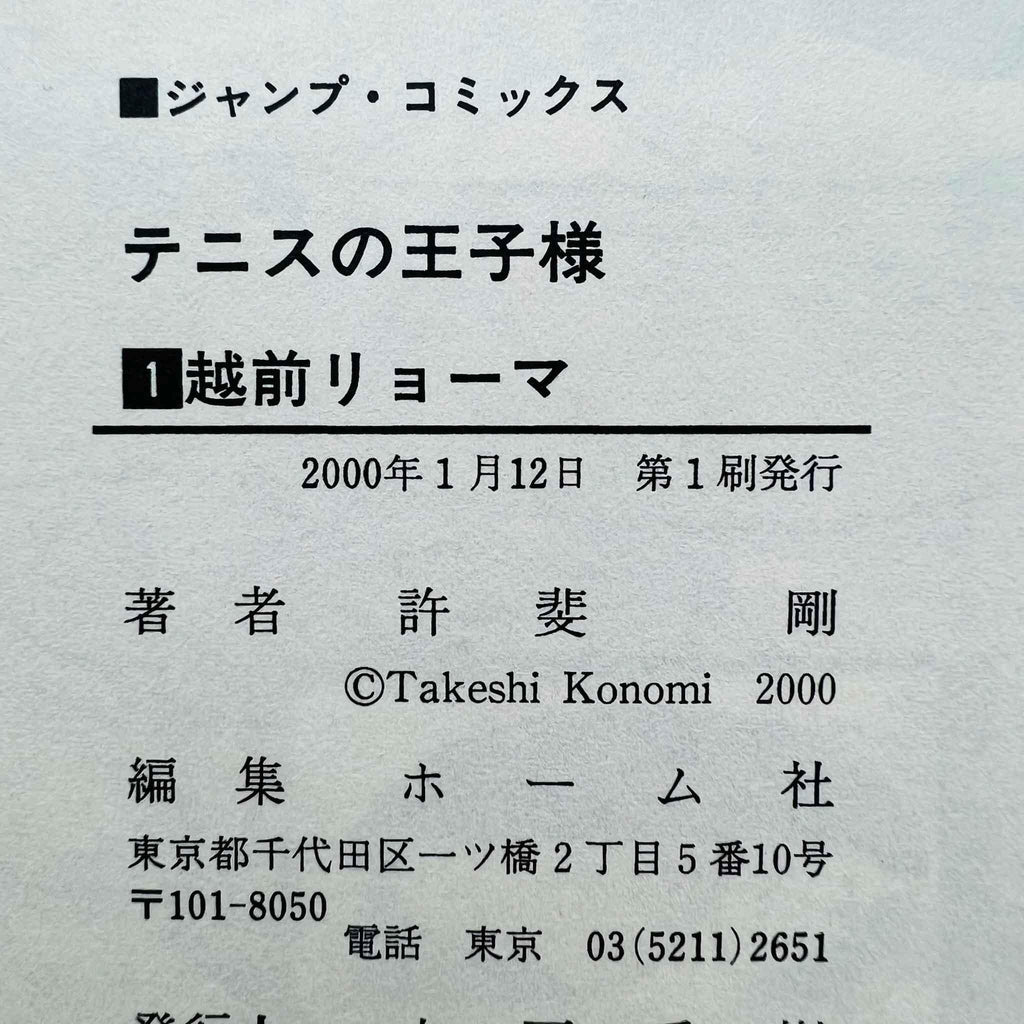 ■ジャンプ・コミックス
テニスの王子様
1越前リョーマ
2000年1月12日　第1刷発行
著者　許斐　剛
©Takeshi Konomi 2000
編集　ホーム社
東京都千代田区一ツ橋2丁目5番10号
〒101-8050
電話　東京　03(5211)2651